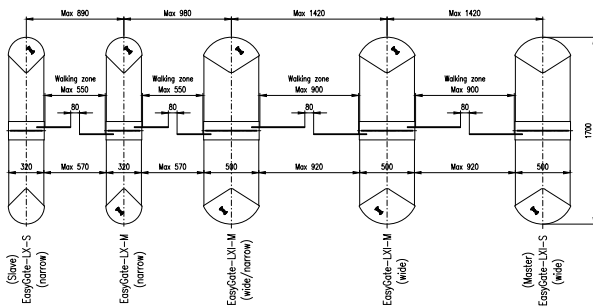 Max 890
Max 980
Max 1420
Max 1420
Walking zone
Max 550
Walking zone
Max 550
Walking zone
Max 900
Walking zone
Max 900
80
80
80
80
1700
320
Max 570
320
Max 570
500
Max 920
500
Max 920
500
(Slave)
EasyGate-LX-S
(narrow)
EasyGate-LX-M
(narrow)
EasyGate-LXI-M
(wide/narrow)
EasyGate-LXI-M
(wide)
(Master)
EasyGate-LXI-S
(wide)